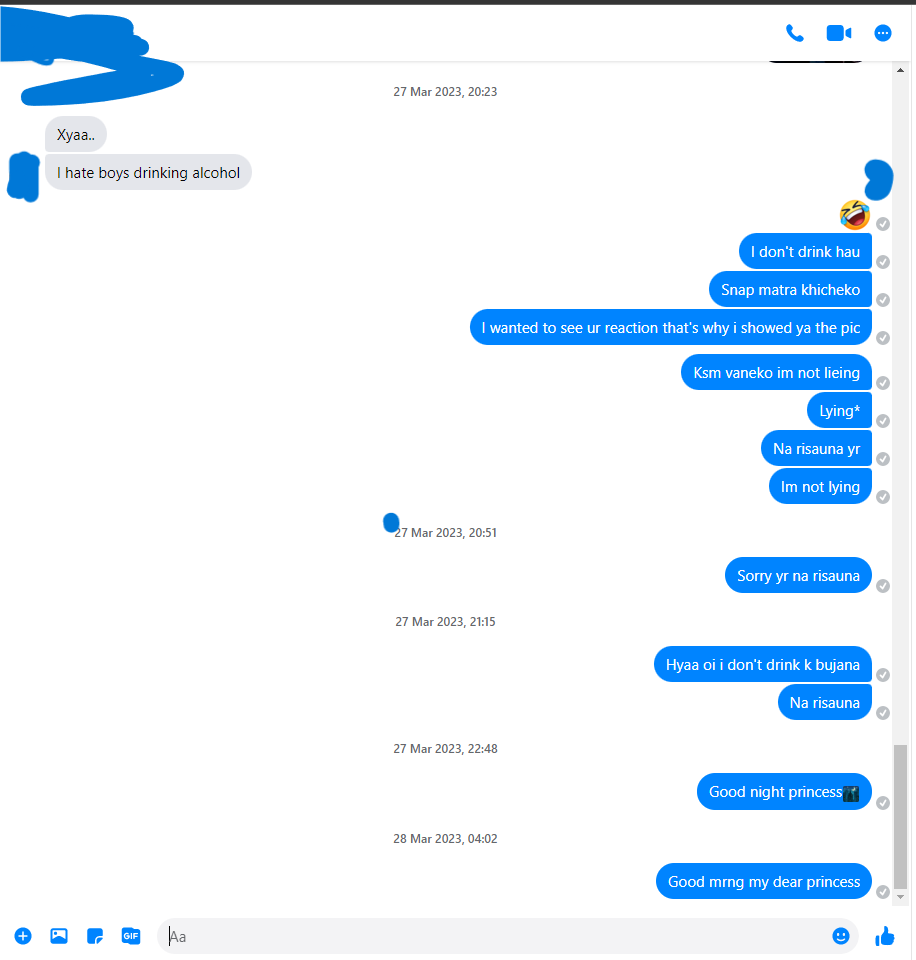 27 Mar 2023, 20:23
Xyaa..
I hate boys drinking alcohol
🤣
I don't drink hau
Snap matra khicheko
I wanted to see ur reaction that's why i showed ya the pic
Ksm vaneko im not lieing
Lying*
Na risauna yr
Im not lying
27 Mar 2023, 20:51
Sorry yr na risauna
27 Mar 2023, 21:15
Hyaa oi i don't drink k bujana
Na risauna
27 Mar 2023, 22:48
Good night princess
28 Mar 2023, 04:02
Good mrng my dear princess
GIF
Aa